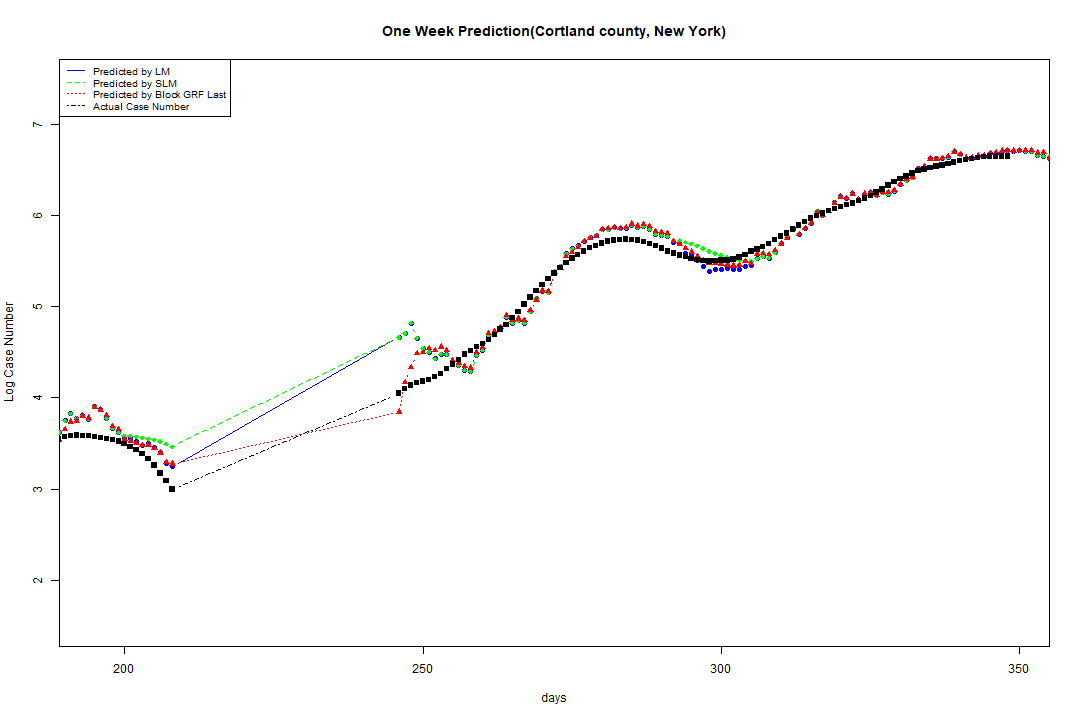 One Week Prediction(Cortland county, New York)
Predicted by LM
Predicted by SLM
Predicted by Block GRF Last
Actual Case Number
7
6
5
4
3
2
Log Case Number
200 250 300 350
days